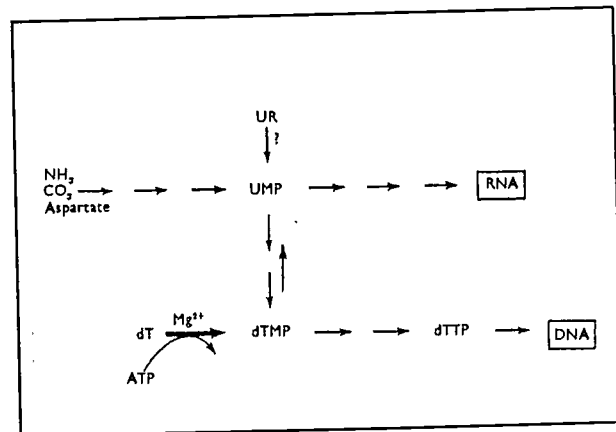 UR
?
NH₃
CO₂ UMP RNA
Aspartate
Mg²⁺
dT dTMP dTTP DNA
ATP